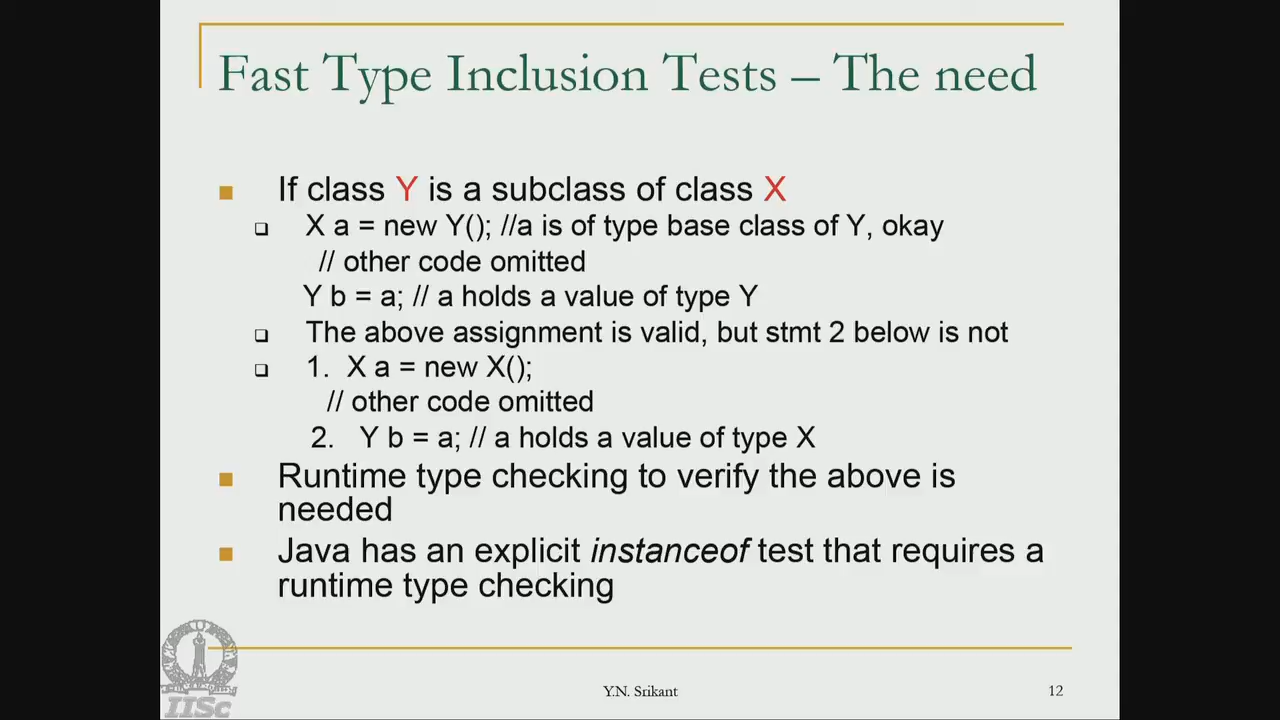 Fast Type Inclusion Tests – The need
If class Y is a subclass of class X
X a = new Y(); //a is of type base class of Y, okay
// other code omitted
Y b = a; // a holds a value of type Y
The above assignment is valid, but stmt 2 below is not
1. X a = new X();
// other code omitted
2. Y b = a; // a holds a value of type X
Runtime type checking to verify the above is
needed
Java has an explicit instanceof test that requires a
runtime type checking
IISc
Y.N. Srikant
12